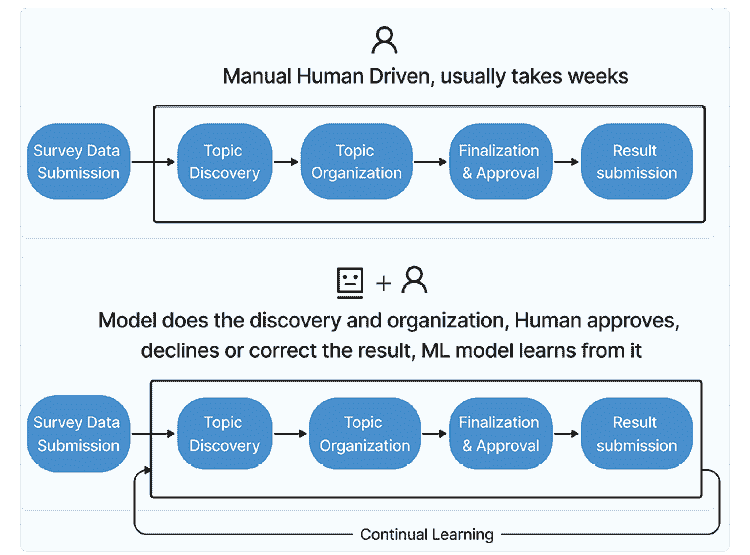 Manual Human Driven, usually takes weeks
Survey Data
Submission
Topic
Discovery
Topic
Organization
Finalization
& Approval
Result
submission
+
Model does the discovery and organization, Human approves,
declines or correct the result, ML model learns from it
Survey Data
Submission
Topic
Discovery
Topic
Organization
Finalization
& Approval
Result
submission
Continual Learning